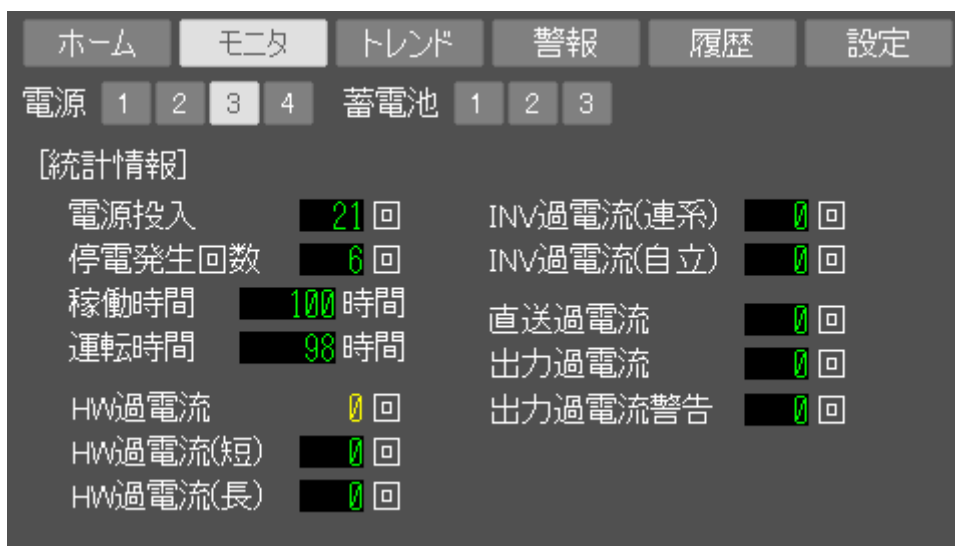 ホーム モニタ トレンド 警報 履歴 設定
電源 1 2 3 4 蓄電池 1 2 3
[統計情報]
電源投入 21 回
停電発生回数 6 回
稼働時間 100 時間
運転時間 98 時間
HW過電流 0 回
HW過電流(短) 0 回
HW過電流(長) 0 回
INV過電流(連系) 0 回
INV過電流(自立) 0 回
直送過電流 0 回
出力過電流 0 回
出力過電流警告 0 回